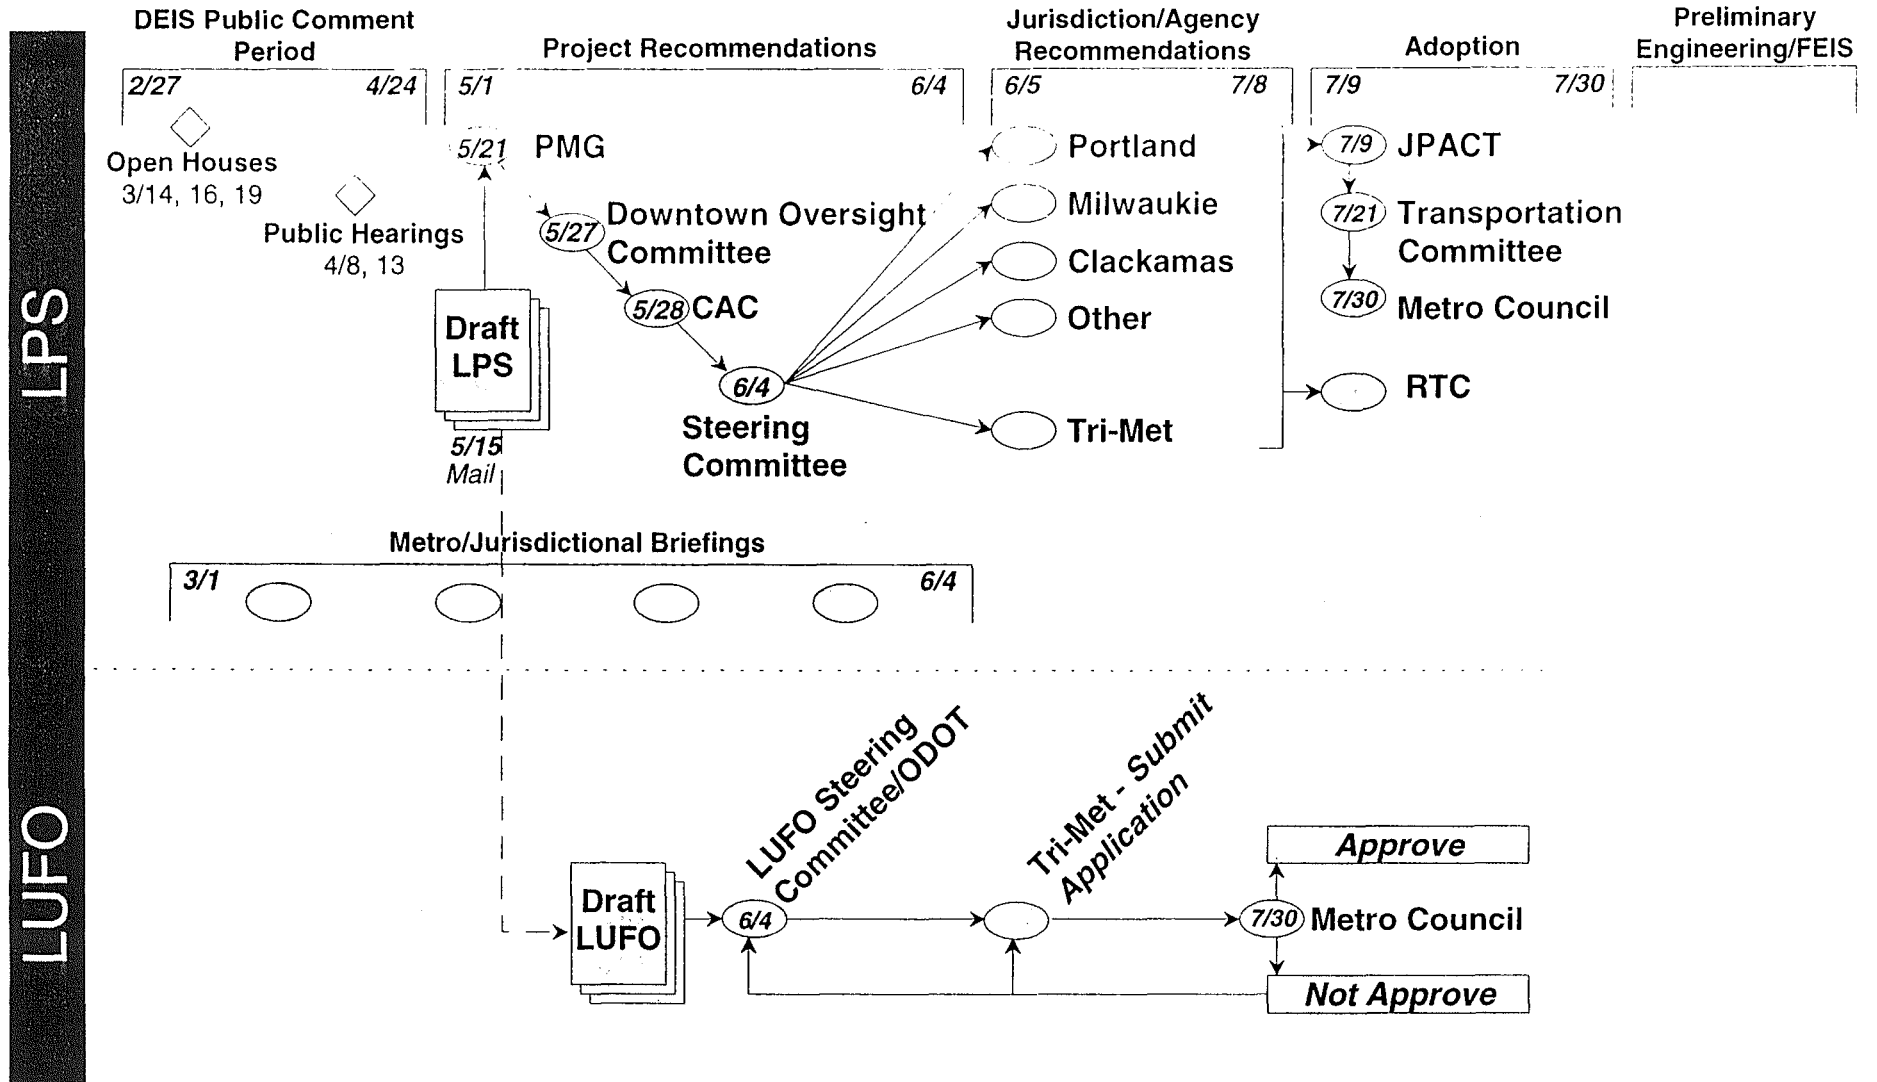 DEIS Public Comment
Period
2/27
4/24
Project Recommendations
5/1
6/4
Jurisdiction/Agency
Recommendations
6/5
7/8
Adoption
7/9
7/30
Preliminary
Engineering/FEIS
LPS
Open Houses
3/14, 16, 19
Public Hearings
4/8, 13
5/21 PMG
5/27 Downtown Oversight
Committee
5/28 CAC
Draft
LPS
5/15
Mail
6/4
Steering
Committee
Portland
Milwaukie
Clackamas
Other
Tri-Met
7/9 JPACT
7/21 Transportation
Committee
7/30 Metro Council
RTC
Metro/Jurisdictional Briefings
3/1
6/4
LUFO
Draft
LUFO
6/4
LUFO Steering
Committee/ODOT
Tri-Met - Submit
Application
Approve
7/30 Metro Council
Not Approve